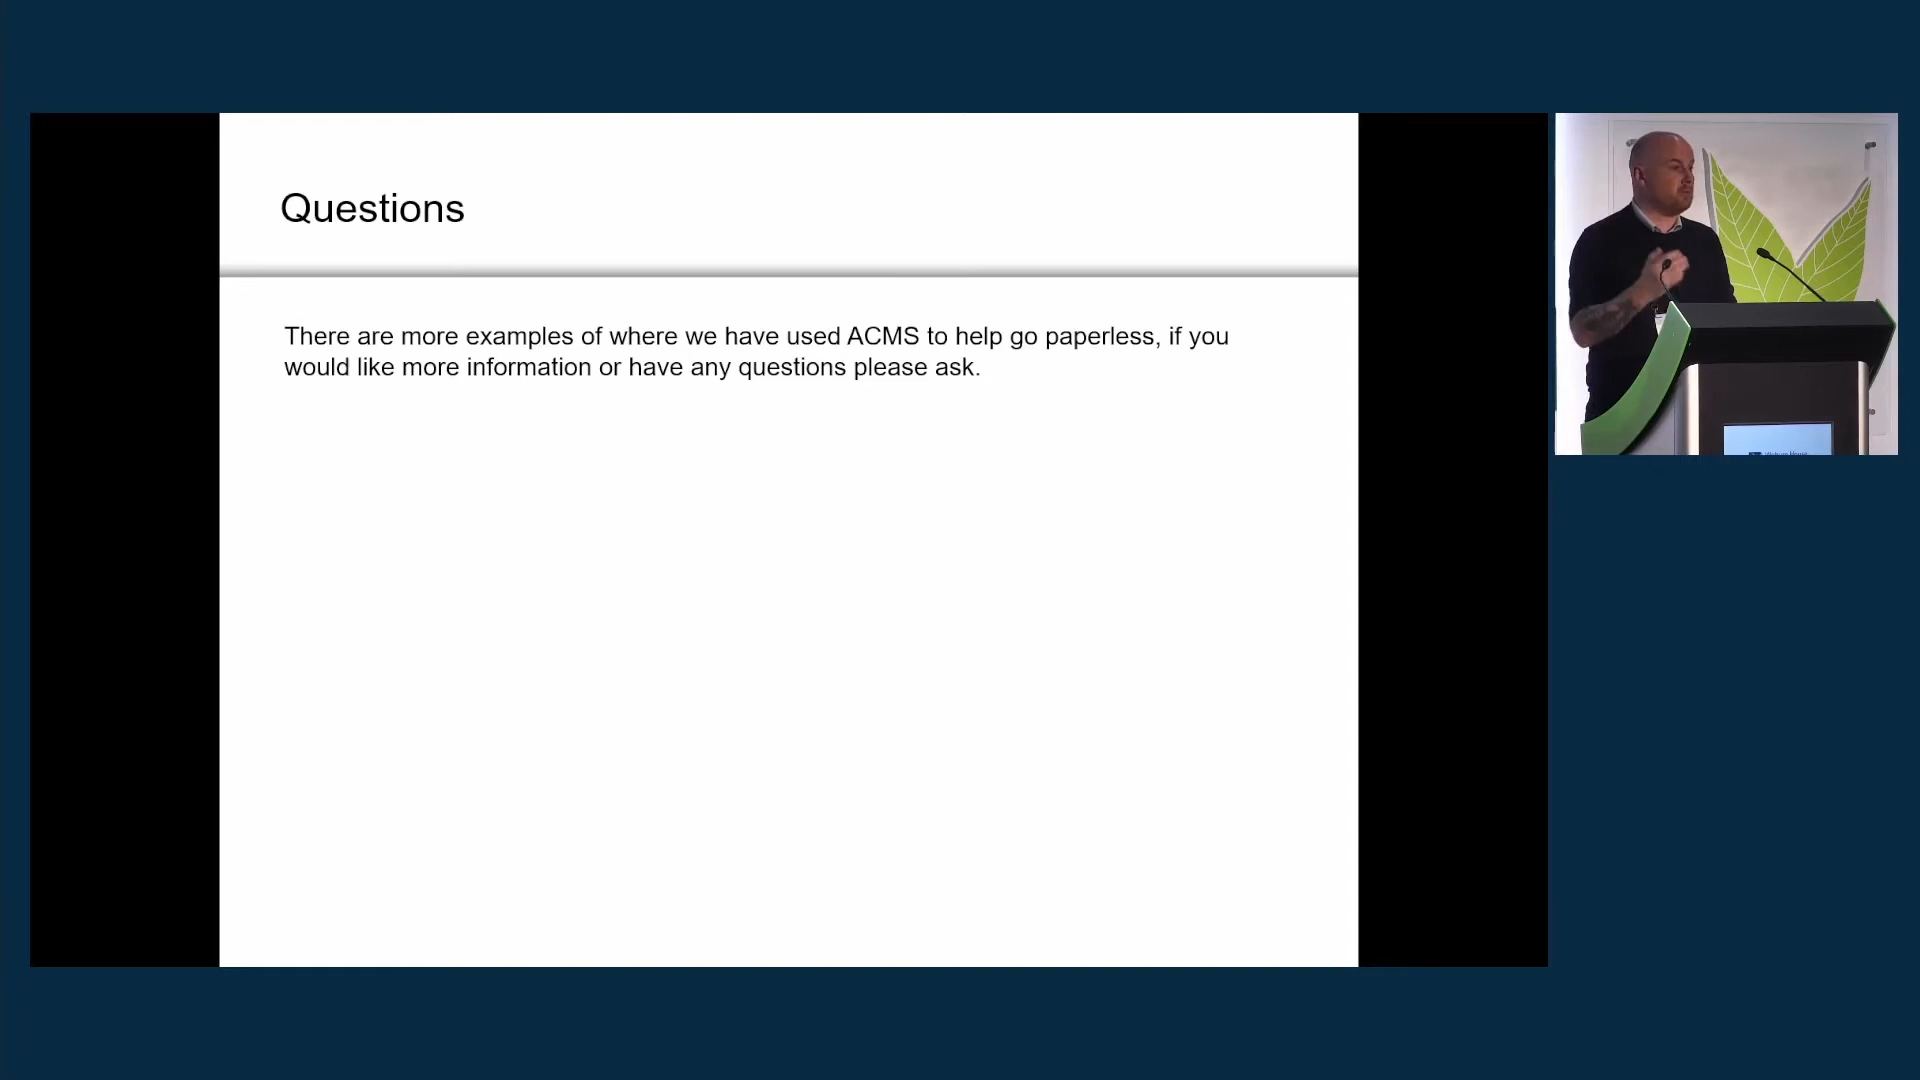 Questions
There are more examples of where we have used ACMS to help go paperless, if you
would like more information or have any questions please ask.